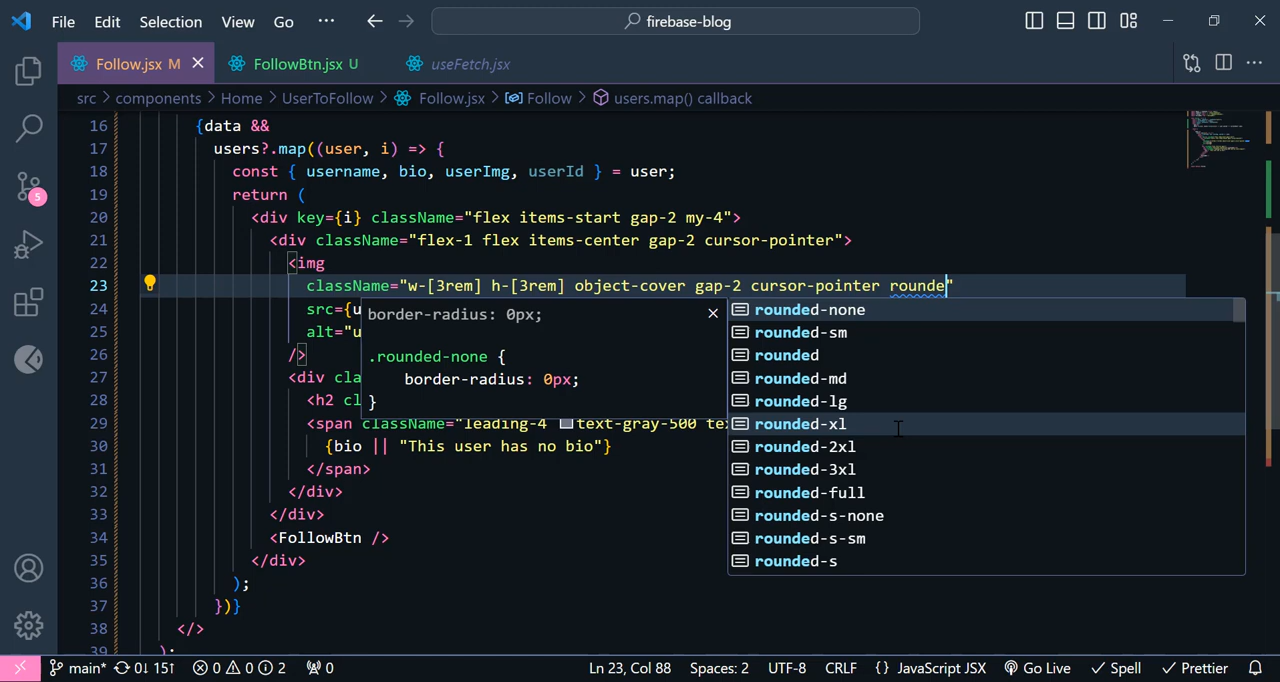 File Edit Selection View Go ··· firebase-blog
Follow.jsx M FollowBtn.jsx U useFetch.jsx
src > components > Home > UserToFollow > Follow.jsx > Follow > users.map() callback
16 {data &&
17 users?.map((user, i) => {
18 const { username, bio, userImg, userId } = user;
19 return (
20 <div key={i} className="flex items-start gap-2 my-4">
21 <div className="flex-1 flex items-center gap-2 cursor-pointer">
22 <img
23 className="w-[3rem] h-[3rem] object-cover gap-2 cursor-pointer rounde"
24 src={u
25 alt="u
26 />
27 <div cla
28 <h2 cl
29 <span className="leading-4 text-gray-500 te
30 {bio || "This user has no bio"}
31 </span>
32 </div>
33 </div>
34 <FollowBtn />
35 </div>
36 );
37 })}
38 </>
39 );
border-radius: 0px;
.rounded-none {
border-radius: 0px;
}
rounded-none
rounded-sm
rounded
rounded-md
rounded-lg
rounded-xl
rounded-2xl
rounded-3xl
rounded-full
rounded-s-none
rounded-s-sm
rounded-s
5
main* 0↓ 15↑ 0 0 2 0 Ln 23, Col 88 Spaces: 2 UTF-8 CRLF {} JavaScript JSX Go Live Spell Prettier